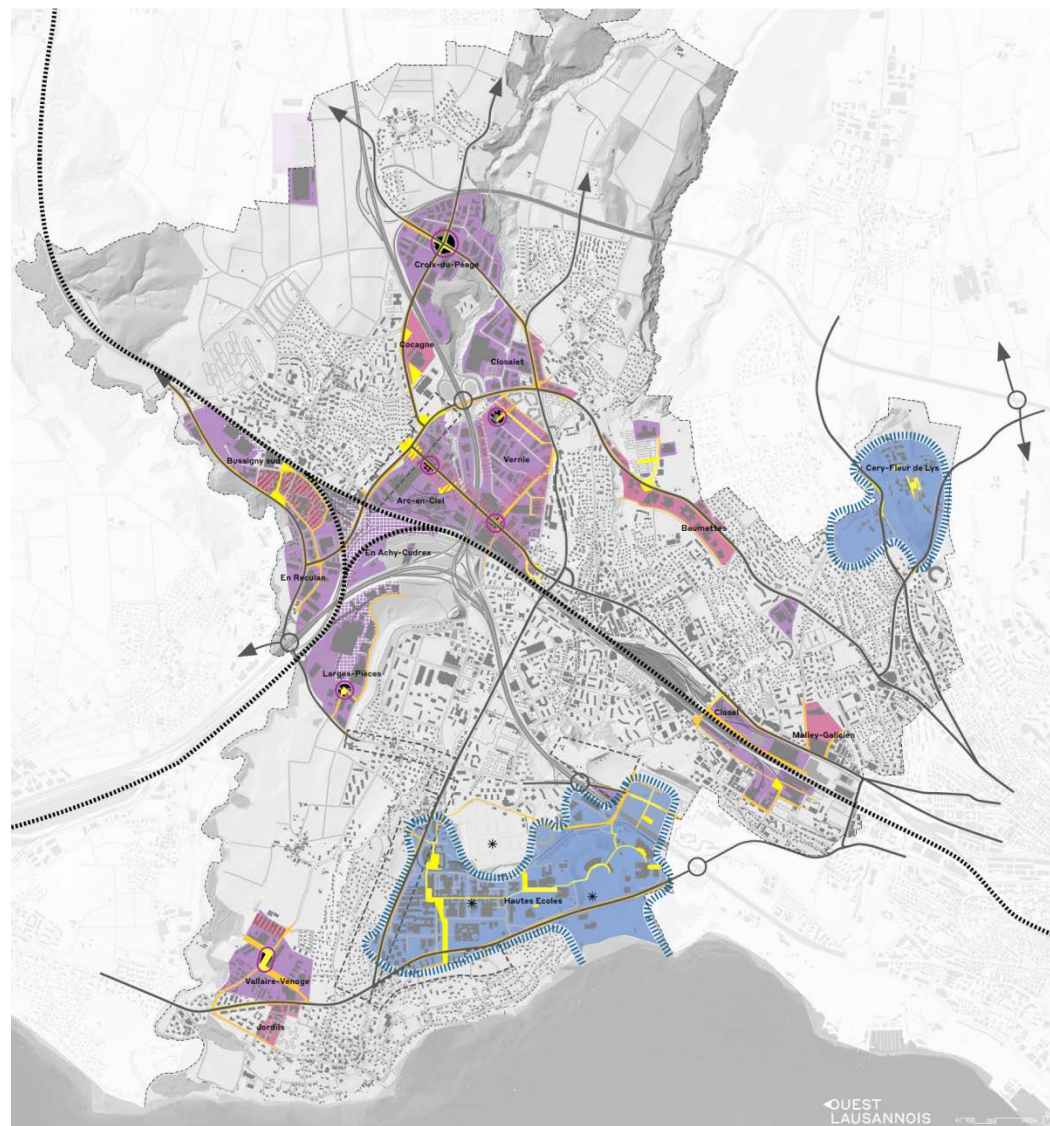 Croix-du-Péage
Cocagne
Closalet
Bussigny sud
Vernie
Cery-Fleur de Lys
Arc-en-Ciel
Baumettes
En Achy-Cudrex
En Reculan
Larges-Pièces
Closel
Malley-Galicien
Hautes Ecoles
Vallaire-Venoge
Jordils
OUEST
LAUSANNOIS